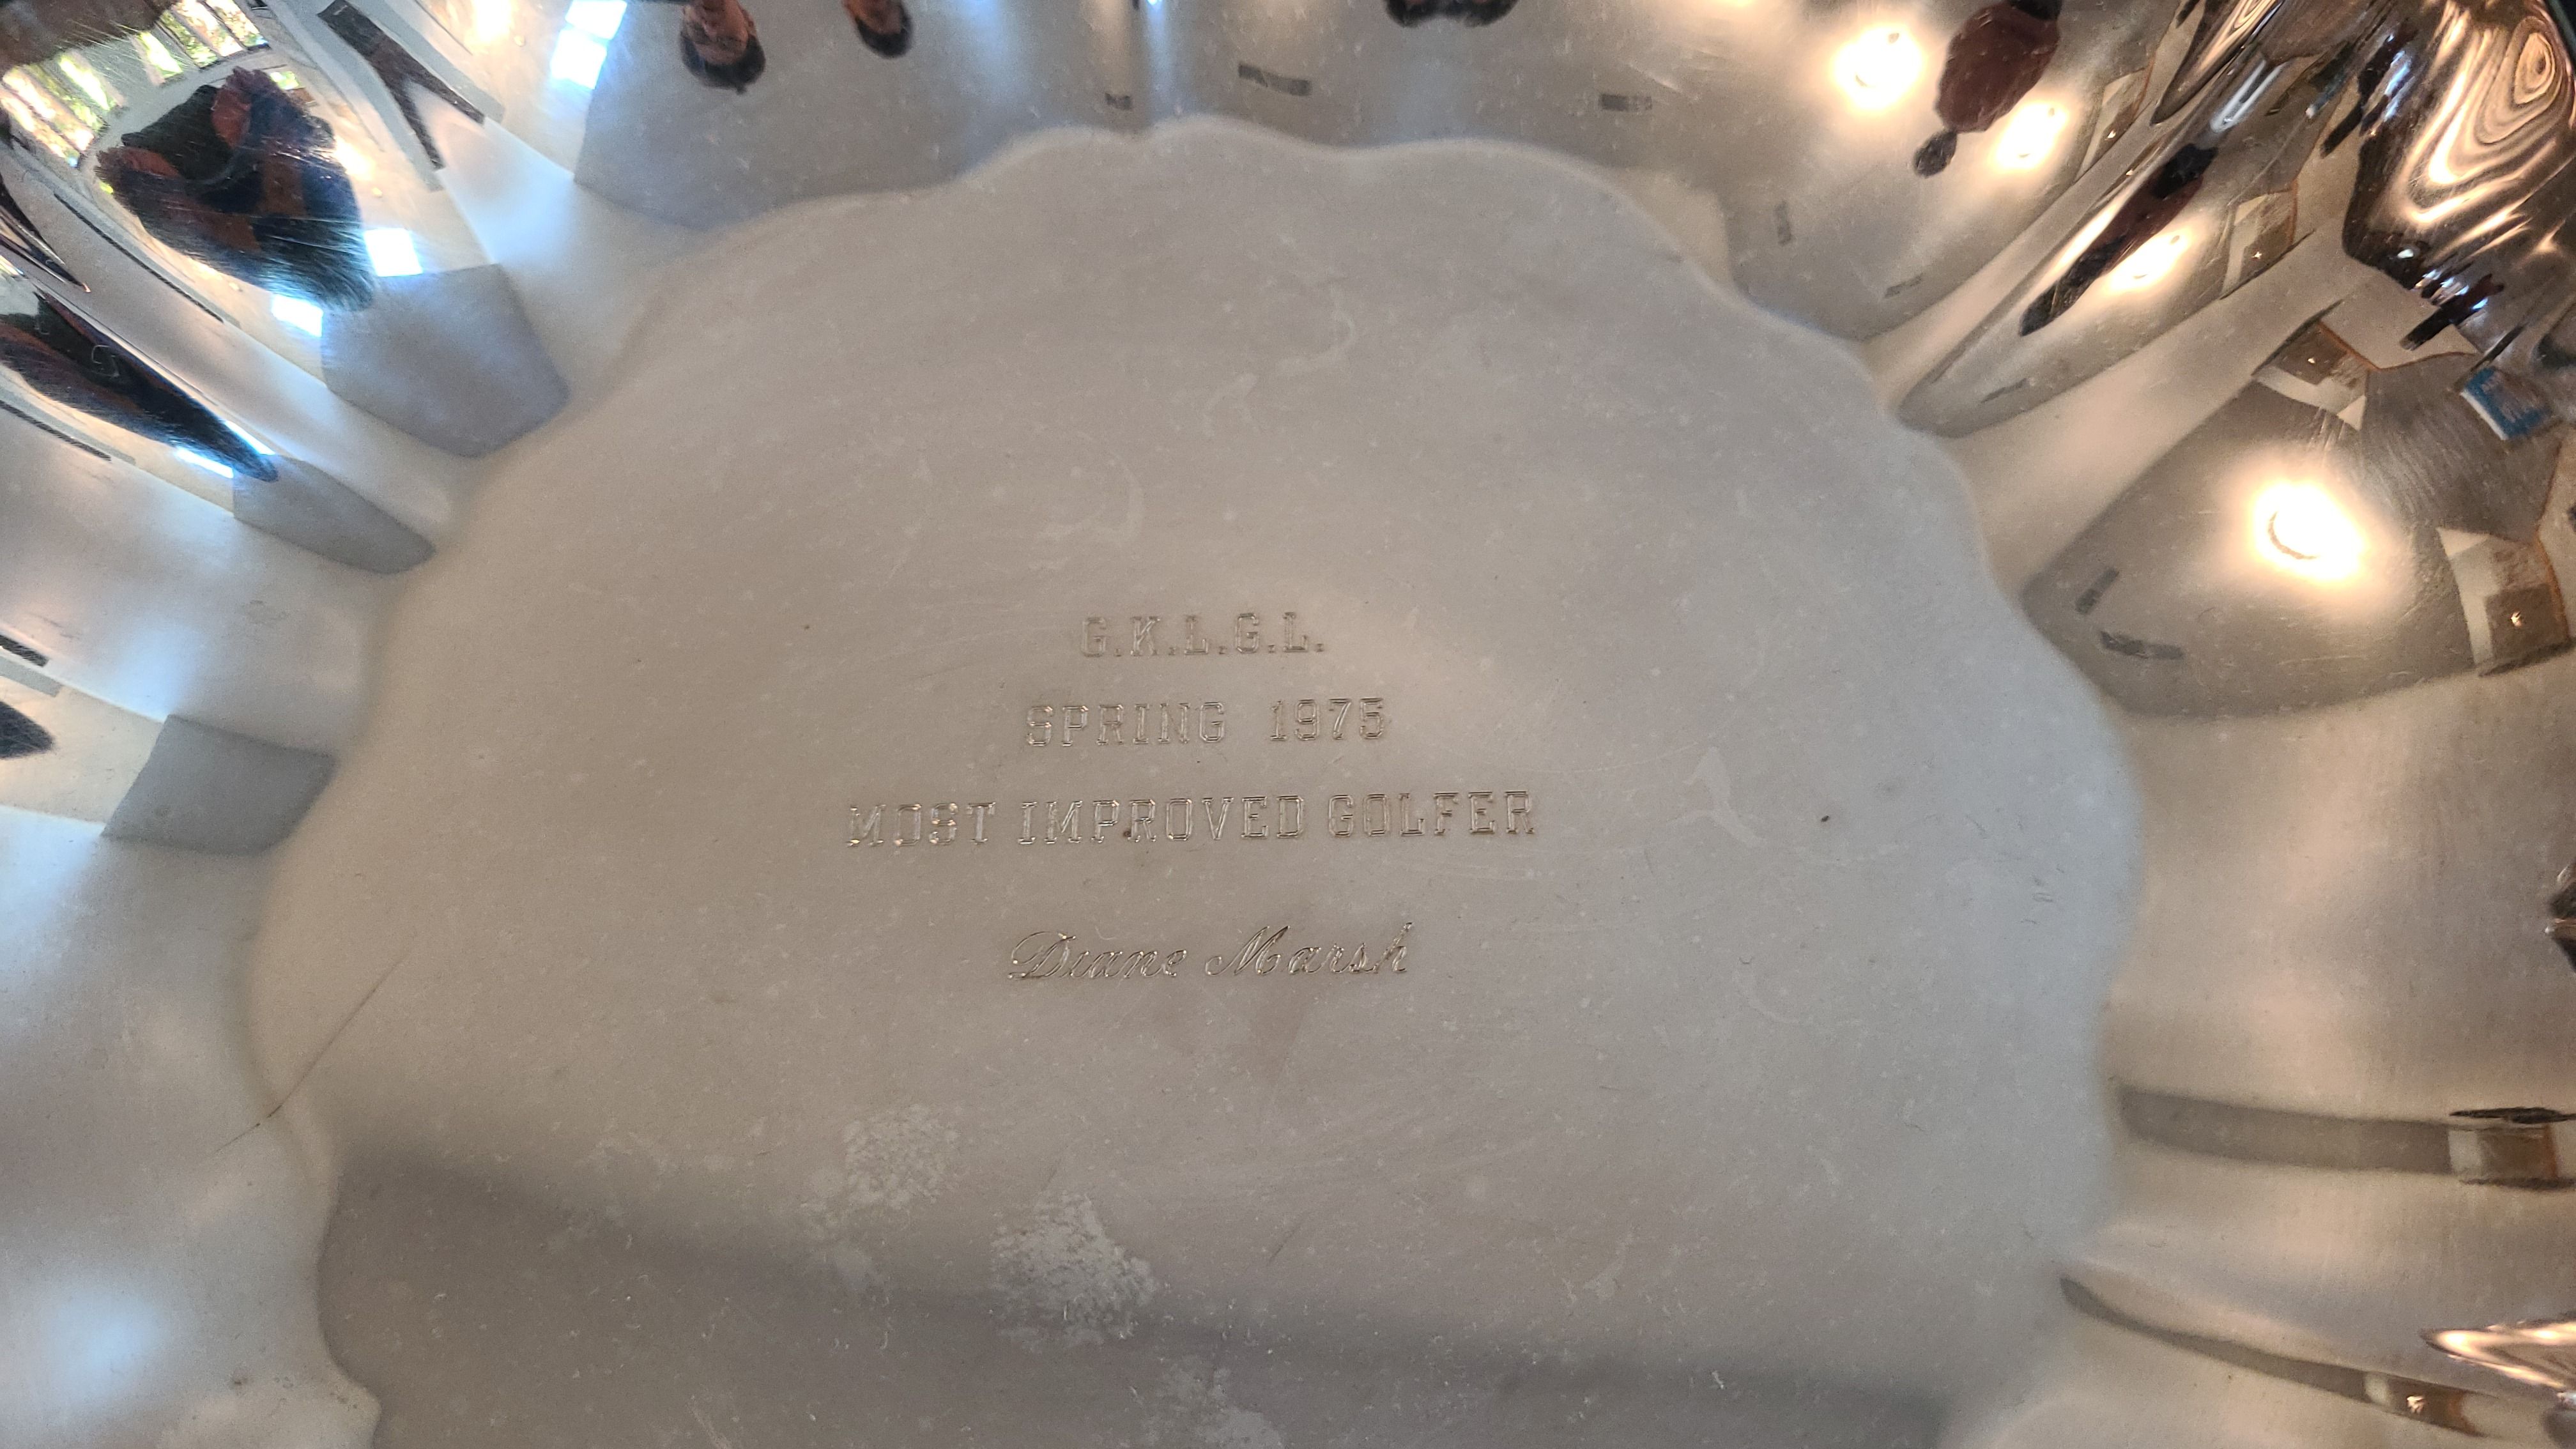 G.K.L.G.L.
SPRING 1975
MOST IMPROVED GOLFER
Diane Marsh